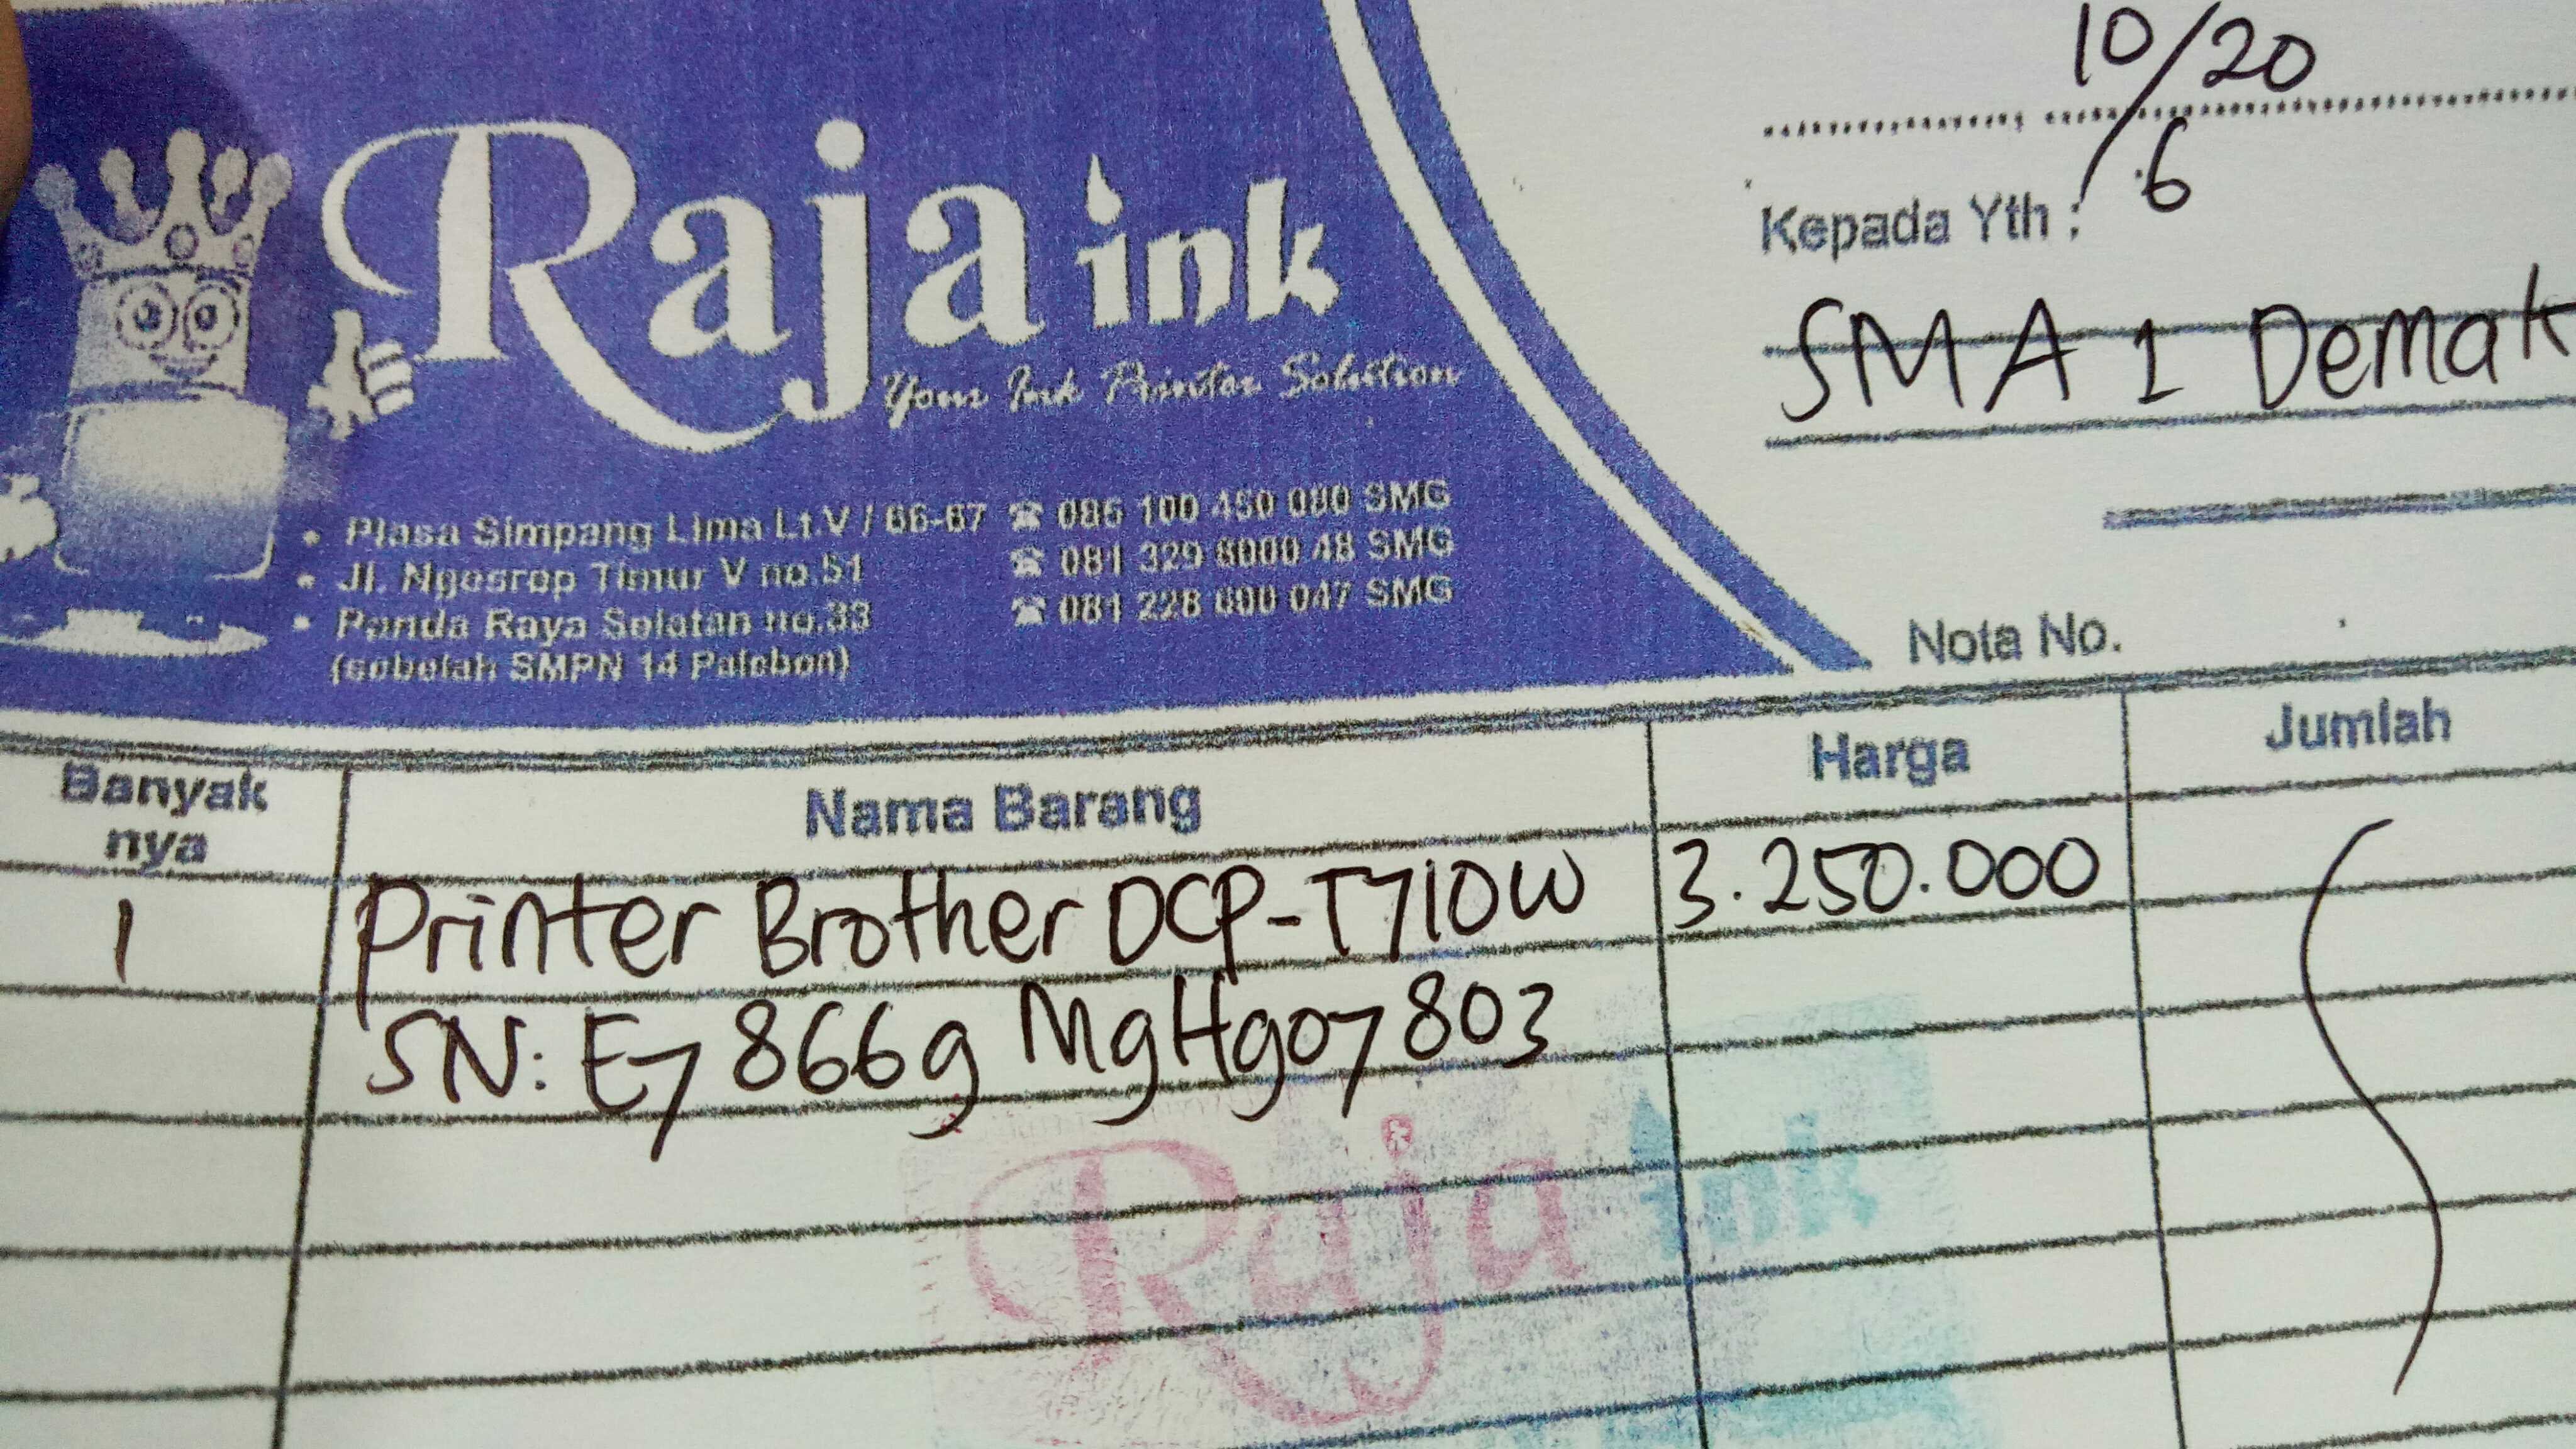 10/20
6
Raja ink
Your Ink Printer Solution
Kepada Yth :
SMA 1 Demak
• Plasa Simpang Lima Lt.V / 66-67 ☎ 085 100 450 080 SMG
• Jl. Ngesrep Timur V no.51 ☎ 081 329 8000 48 SMG
• Panda Raya Selatan no.33 ☎ 081 228 600 047 SMG
(sebelah SMPN 14 Palebon)
Nota No.
Banyak nya Nama Barang Harga Jumlah
1 Printer Brother DCP-T710W 3.250.000
SN: E78669M9H907803
Raja ink